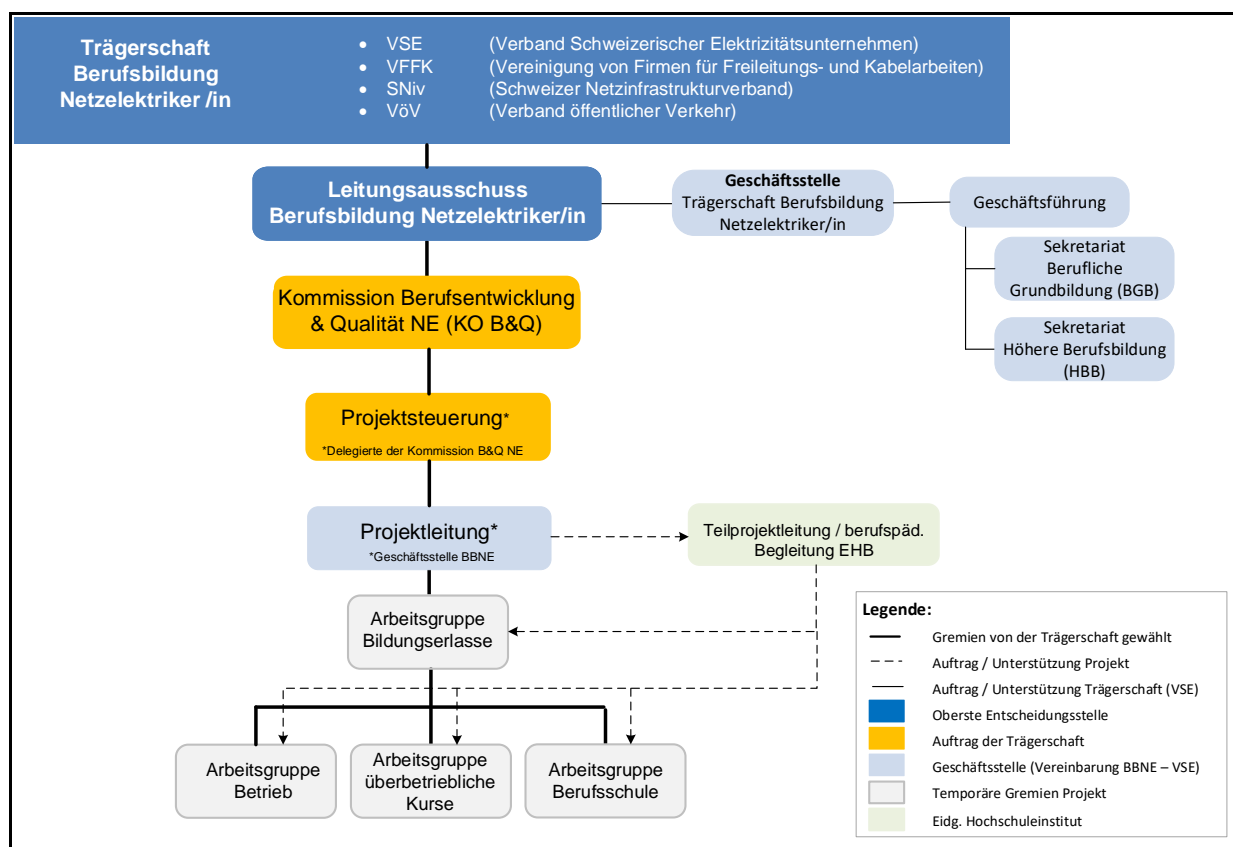 Trägerschaft
Berufsbildung
Netzelektriker /in
• VSE (Verband Schweizerischer Elektrizitätsunternehmen)
• VFFK (Vereinigung von Firmen für Freileitungs- und Kabelarbeiten)
• SNiv (Schweizer Netzinfrastrukturverband)
• VöV (Verband öffentlicher Verkehr)
Leitungsausschuss
Berufsbildung Netzelektriker/in
Geschäftsstelle
Trägerschaft Berufsbildung
Netzelektriker/in
Geschäftsführung
Sekretariat
Berufliche
Grundbildung (BGB)
Sekretariat
Höhere Berufsbildung
(HBB)
Kommission Berufsentwicklung
& Qualität NE (KO B&Q)
Projektsteuerung*
*Delegierte der Kommission B&Q NE
Projektleitung*
*Geschäftsstelle BBNE
Teilprojektleitung / berufspäd.
Begleitung EHB
Arbeitsgruppe
Bildungserlasse
Arbeitsgruppe
Betrieb
Arbeitsgruppe
überbetriebliche
Kurse
Arbeitsgruppe
Berufsschule
Legende:
Gremien von der Trägerschaft gewählt
Auftrag / Unterstützung Projekt
Auftrag / Unterstützung Trägerschaft (VSE)
Oberste Entscheidungsstelle
Auftrag der Trägerschaft
Geschäftsstelle (Vereinbarung BBNE – VSE)
Temporäre Gremien Projekt
Eidg. Hochschuleinstitut